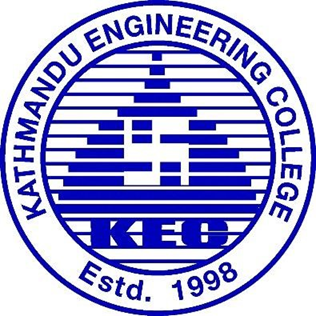 KATHMANDU ENGINEERING COLLEGE
KEC
Estd. 1998